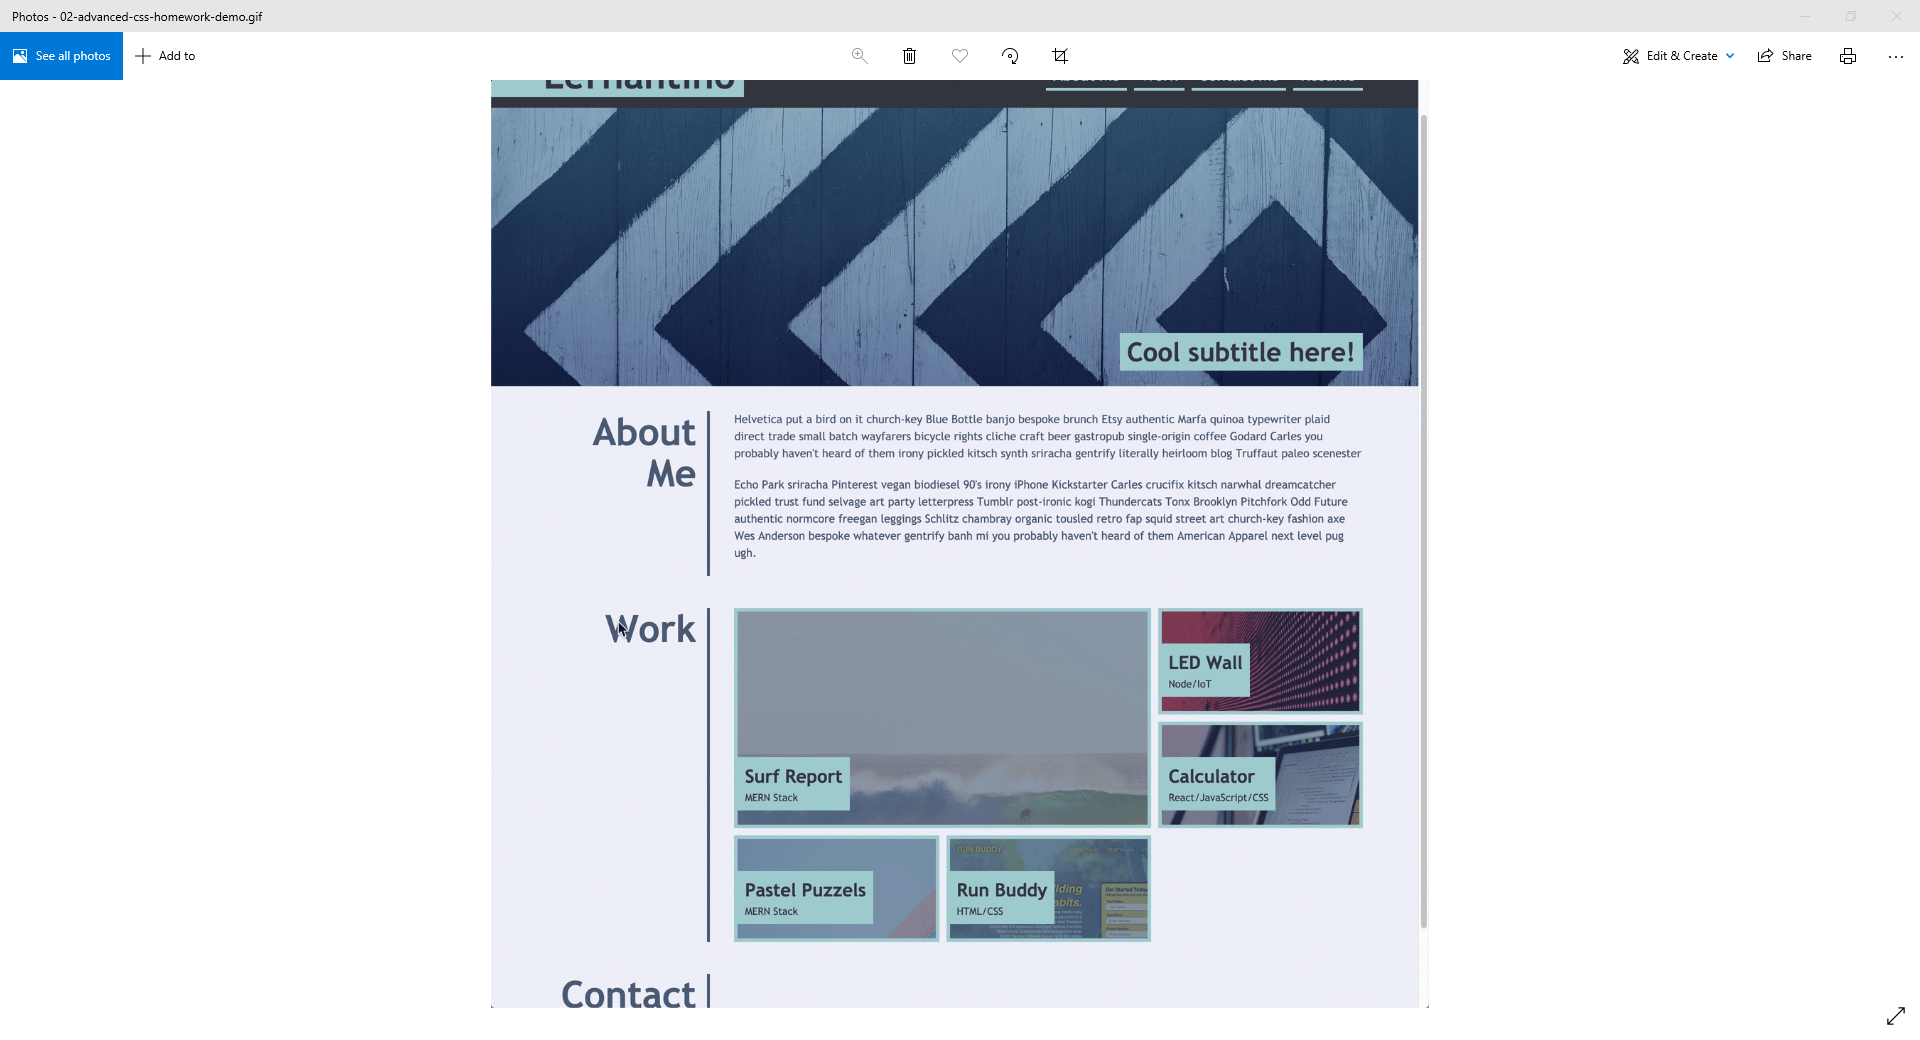 Photos - 02-advanced-css-homework-demo.gif
See all photos
Add to
Edit & Create
Share
Lernantino
Cool subtitle here!
About
Me
Helvetica put a bird on it church-key Blue Bottle banjo bespoke brunch Etsy authentic Marfa quinoa typewriter plaid
direct trade small batch wayfarers bicycle rights cliche craft beer gastropub single-origin coffee Godard Carles you
probably haven't heard of them irony pickled kitsch synth sriracha gentrify literally heirloom blog Truffaut paleo scenester
Echo Park sriracha Pinterest vegan biodiesel 90's irony iPhone Kickstarter Carles crucifix kitsch narwhal dreamcatcher
pickled trust fund selvage art party letterpress Tumblr post-ironic kogi Thundercats Tonx Brooklyn Pitchfork Odd Future
authentic normcore freegan leggings Schlitz chambray organic tousled retro fap squid street art church-key fashion axe
Wes Anderson bespoke whatever gentrify banh mi you probably haven't heard of them American Apparel next level pug
ugh.
Work
Surf Report
MERN Stack
LED Wall
Node/IoT
Calculator
React/JavaScript/CSS
Pastel Puzzels
MERN Stack
RUN BUDDY
Run Buddy
HTML/CSS
Get Started Today
Contact